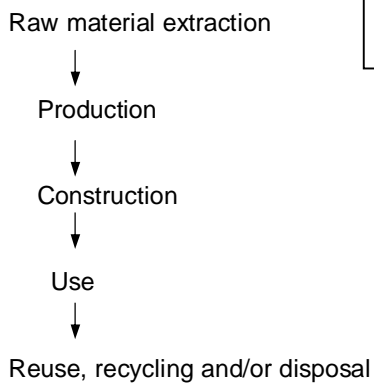 Raw material extraction
Production
Construction
Use
Reuse, recycling and/or disposal